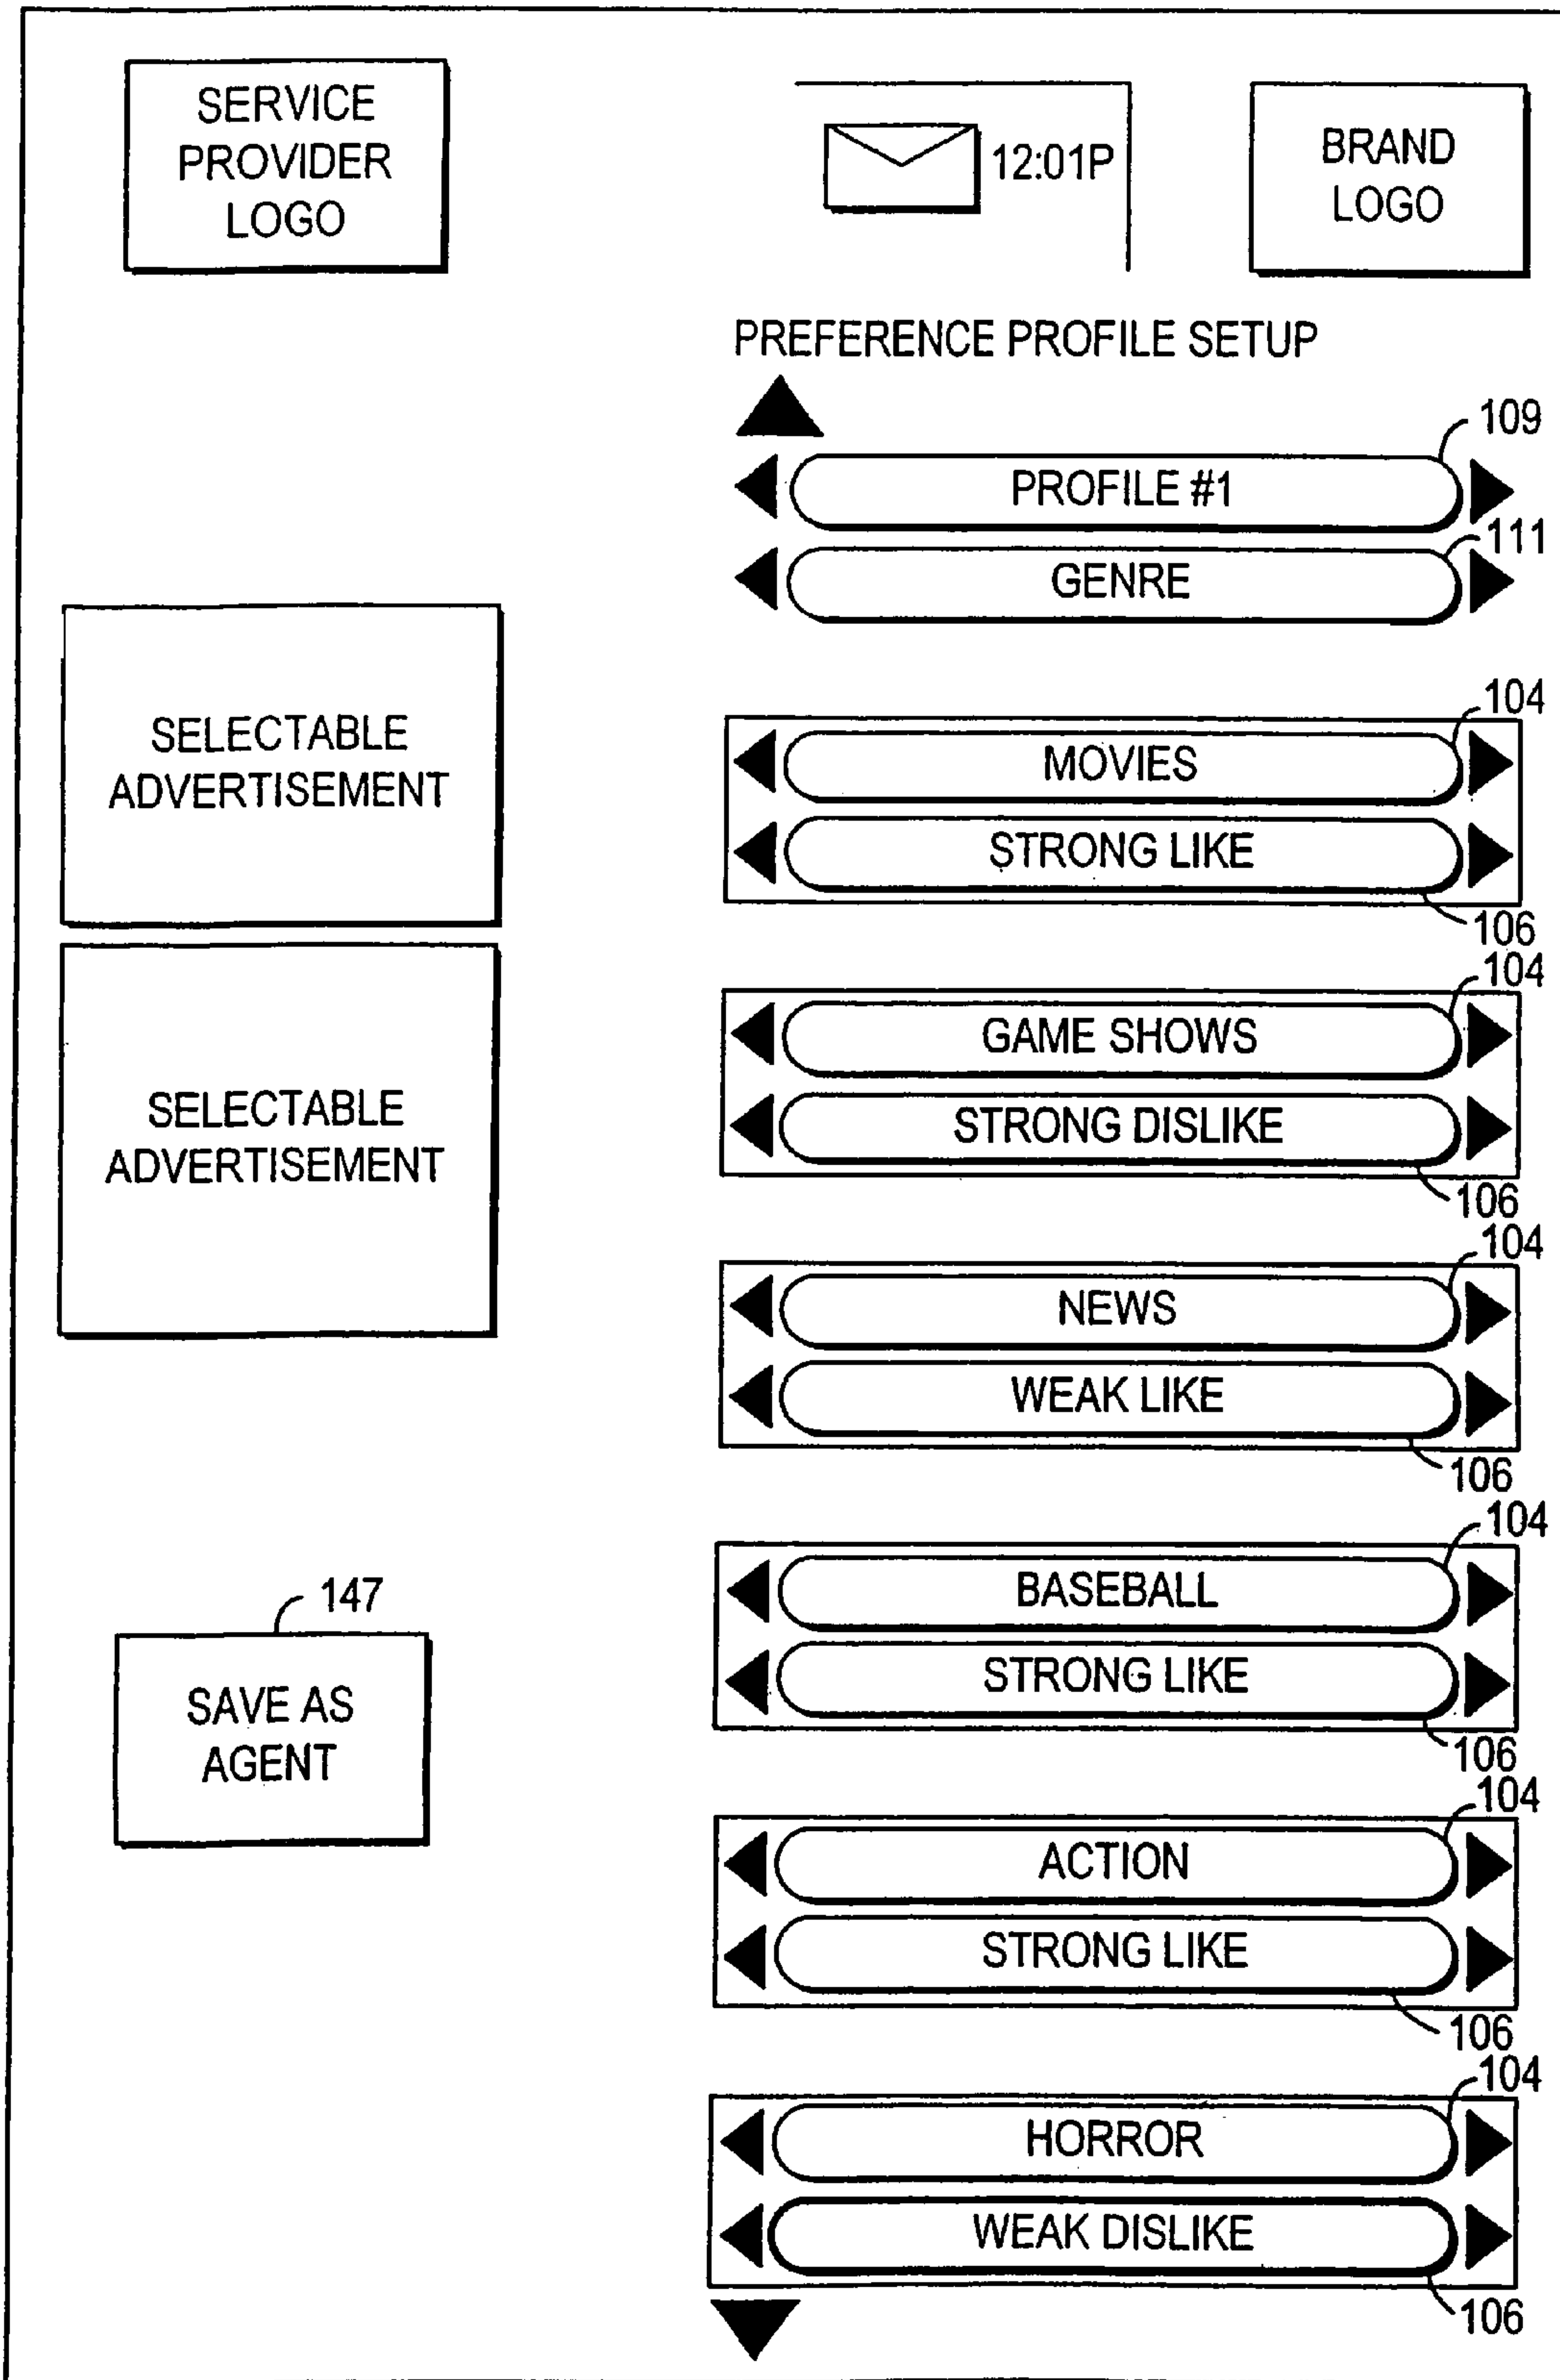 SERVICE
PROVIDER
LOGO
12:01P
BRAND
LOGO
PREFERENCE PROFILE SETUP
109
PROFILE #1
111
GENRE
SELECTABLE
ADVERTISEMENT
104
MOVIES
STRONG LIKE
106
SELECTABLE
ADVERTISEMENT
104
GAME SHOWS
STRONG DISLIKE
106
104
NEWS
WEAK LIKE
106
147
SAVE AS
AGENT
104
BASEBALL
STRONG LIKE
106
104
ACTION
STRONG LIKE
106
104
HORROR
WEAK DISLIKE
106